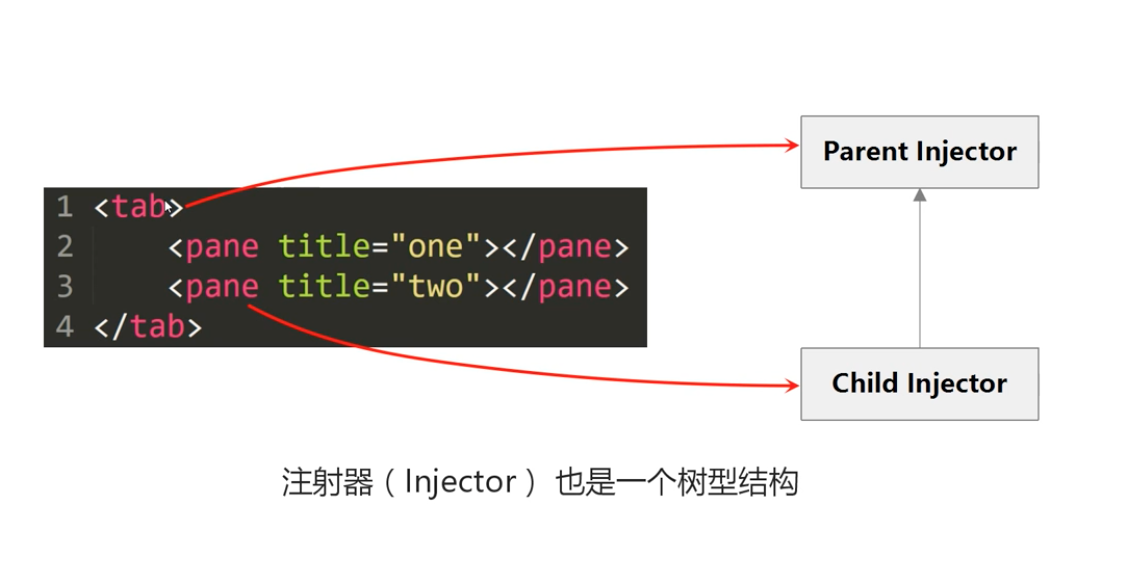 1 <tab>
2     <pane title="one"></pane>
3     <pane title="two"></pane>
4 </tab>
Parent Injector
Child Injector
注射器（Injector） 也是一个树型结构